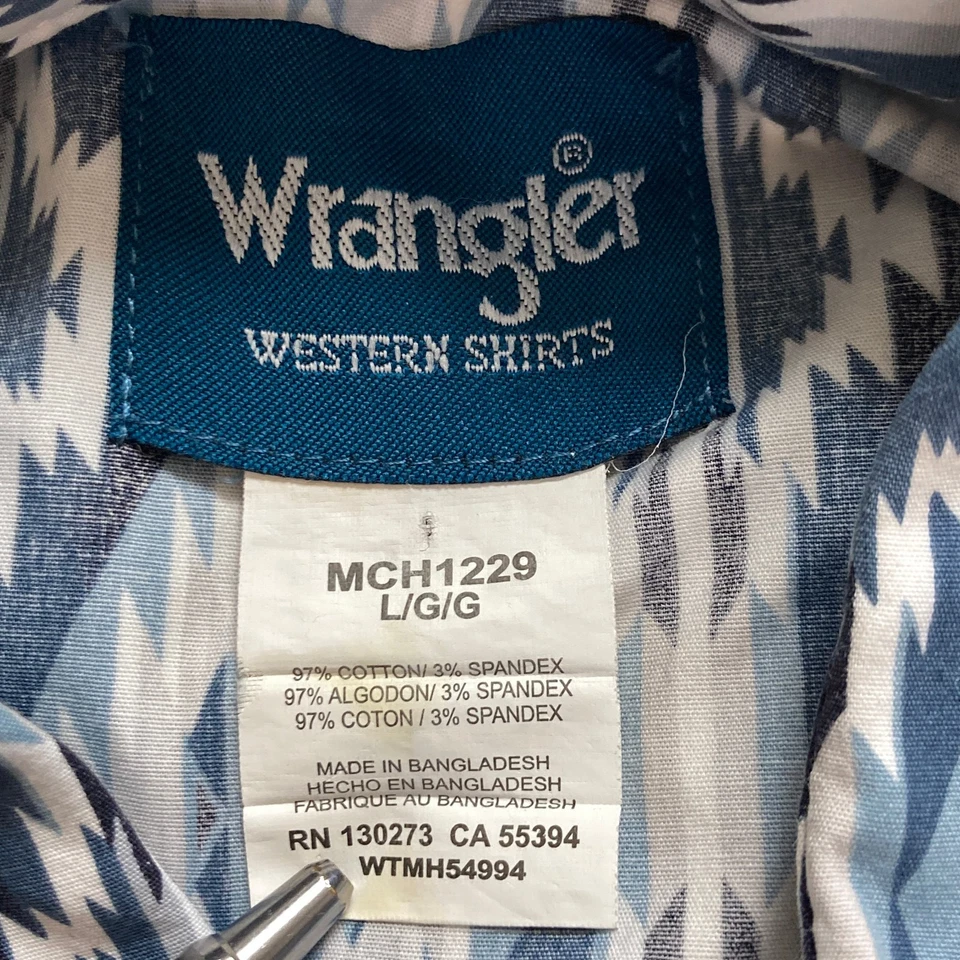 Wrangler®
WESTERN SHIRTS
MCH1229
L/G/G
97% COTTON/ 3% SPANDEX
97% ALGODON/ 3% SPANDEX
97% COTON / 3% SPANDEX
MADE IN BANGLADESH
HECHO EN BANGLADESH
FABRIQUE AU BANGLADESH
RN 130273 CA 55394
WTMH54994